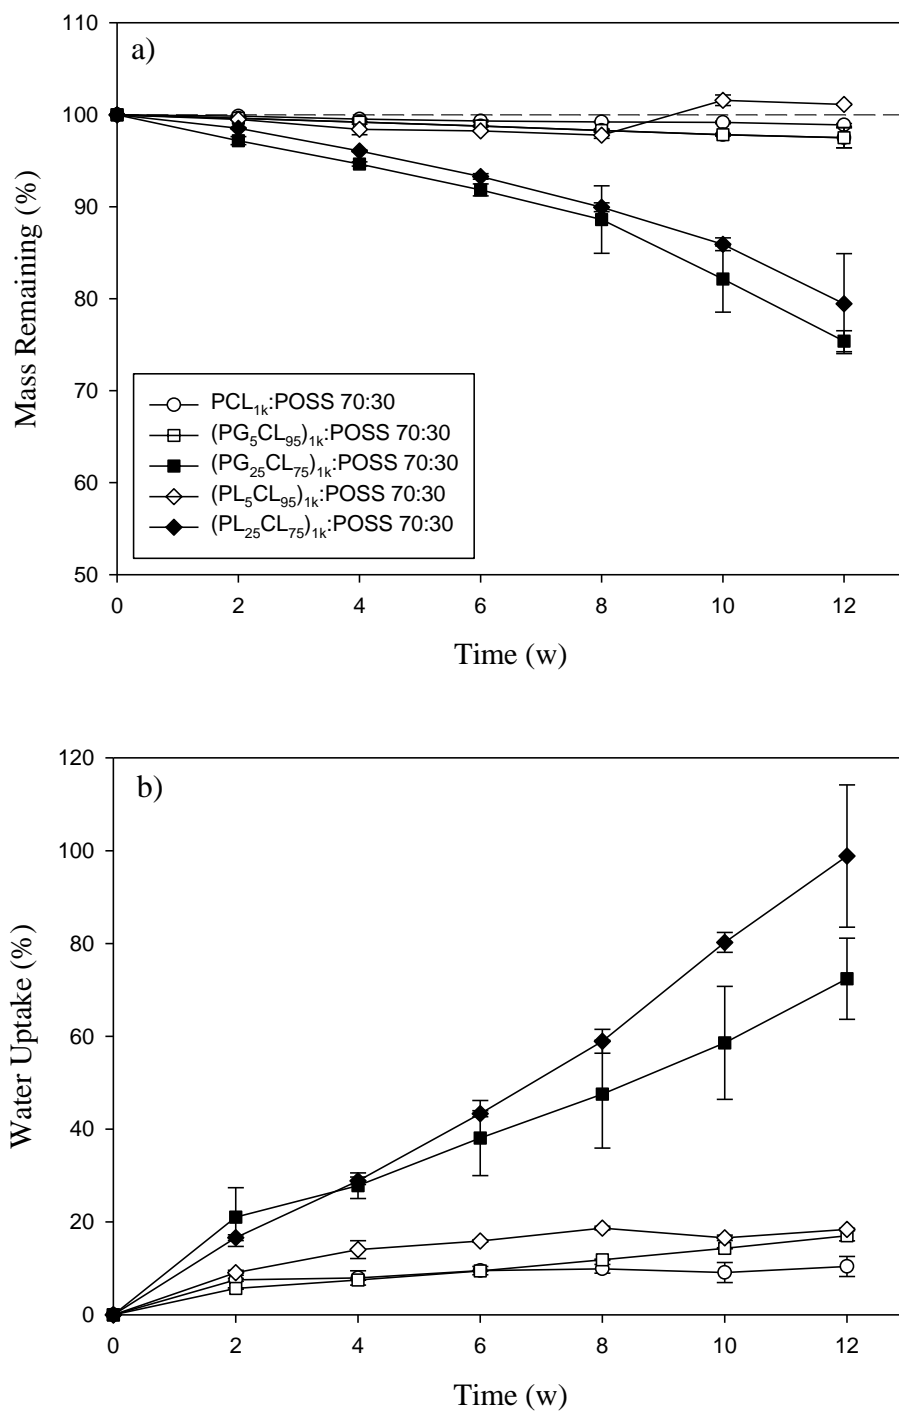 a)
110
100
90
80
70
60
50
Mass Remaining (%)
PCL1k:POSS 70:30
(PG5CL95)1k:POSS 70:30
(PG25CL75)1k:POSS 70:30
(PL5CL95)1k:POSS 70:30
(PL25CL75)1k:POSS 70:30
0 2 4 6 8 10 12
Time (w)
b)
120
100
80
60
40
20
0
Water Uptake (%)
0 2 4 6 8 10 12
Time (w)